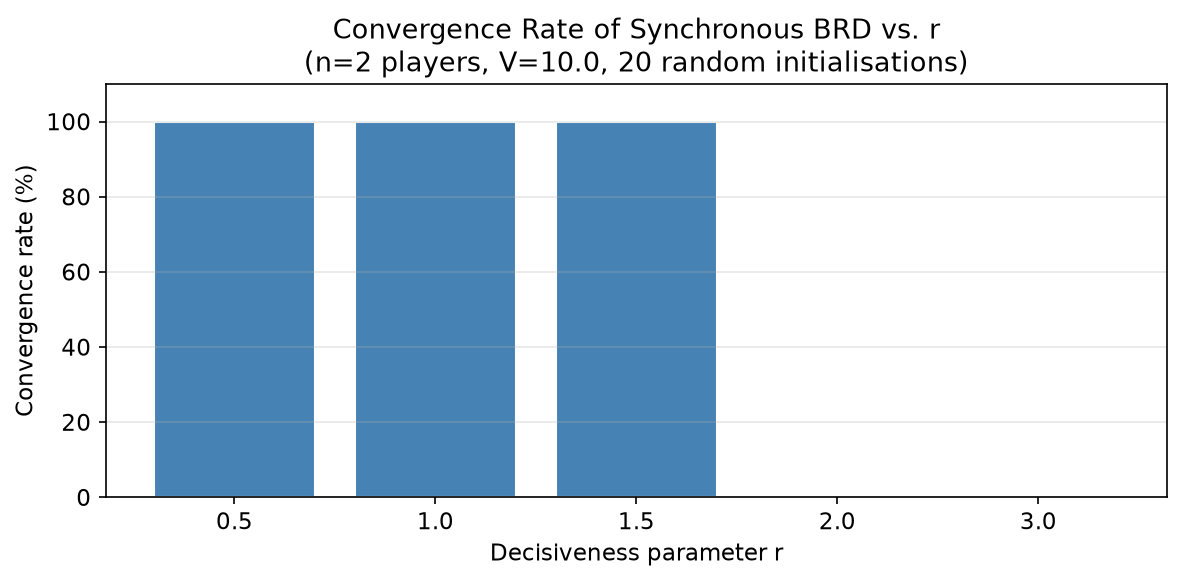 Convergence Rate of Synchronous BRD vs. r
(n=2 players, V=10.0, 20 random initialisations)
Convergence rate (%)
100
80
60
40
20
0
0.5 1.0 1.5 2.0 3.0
Decisiveness parameter r